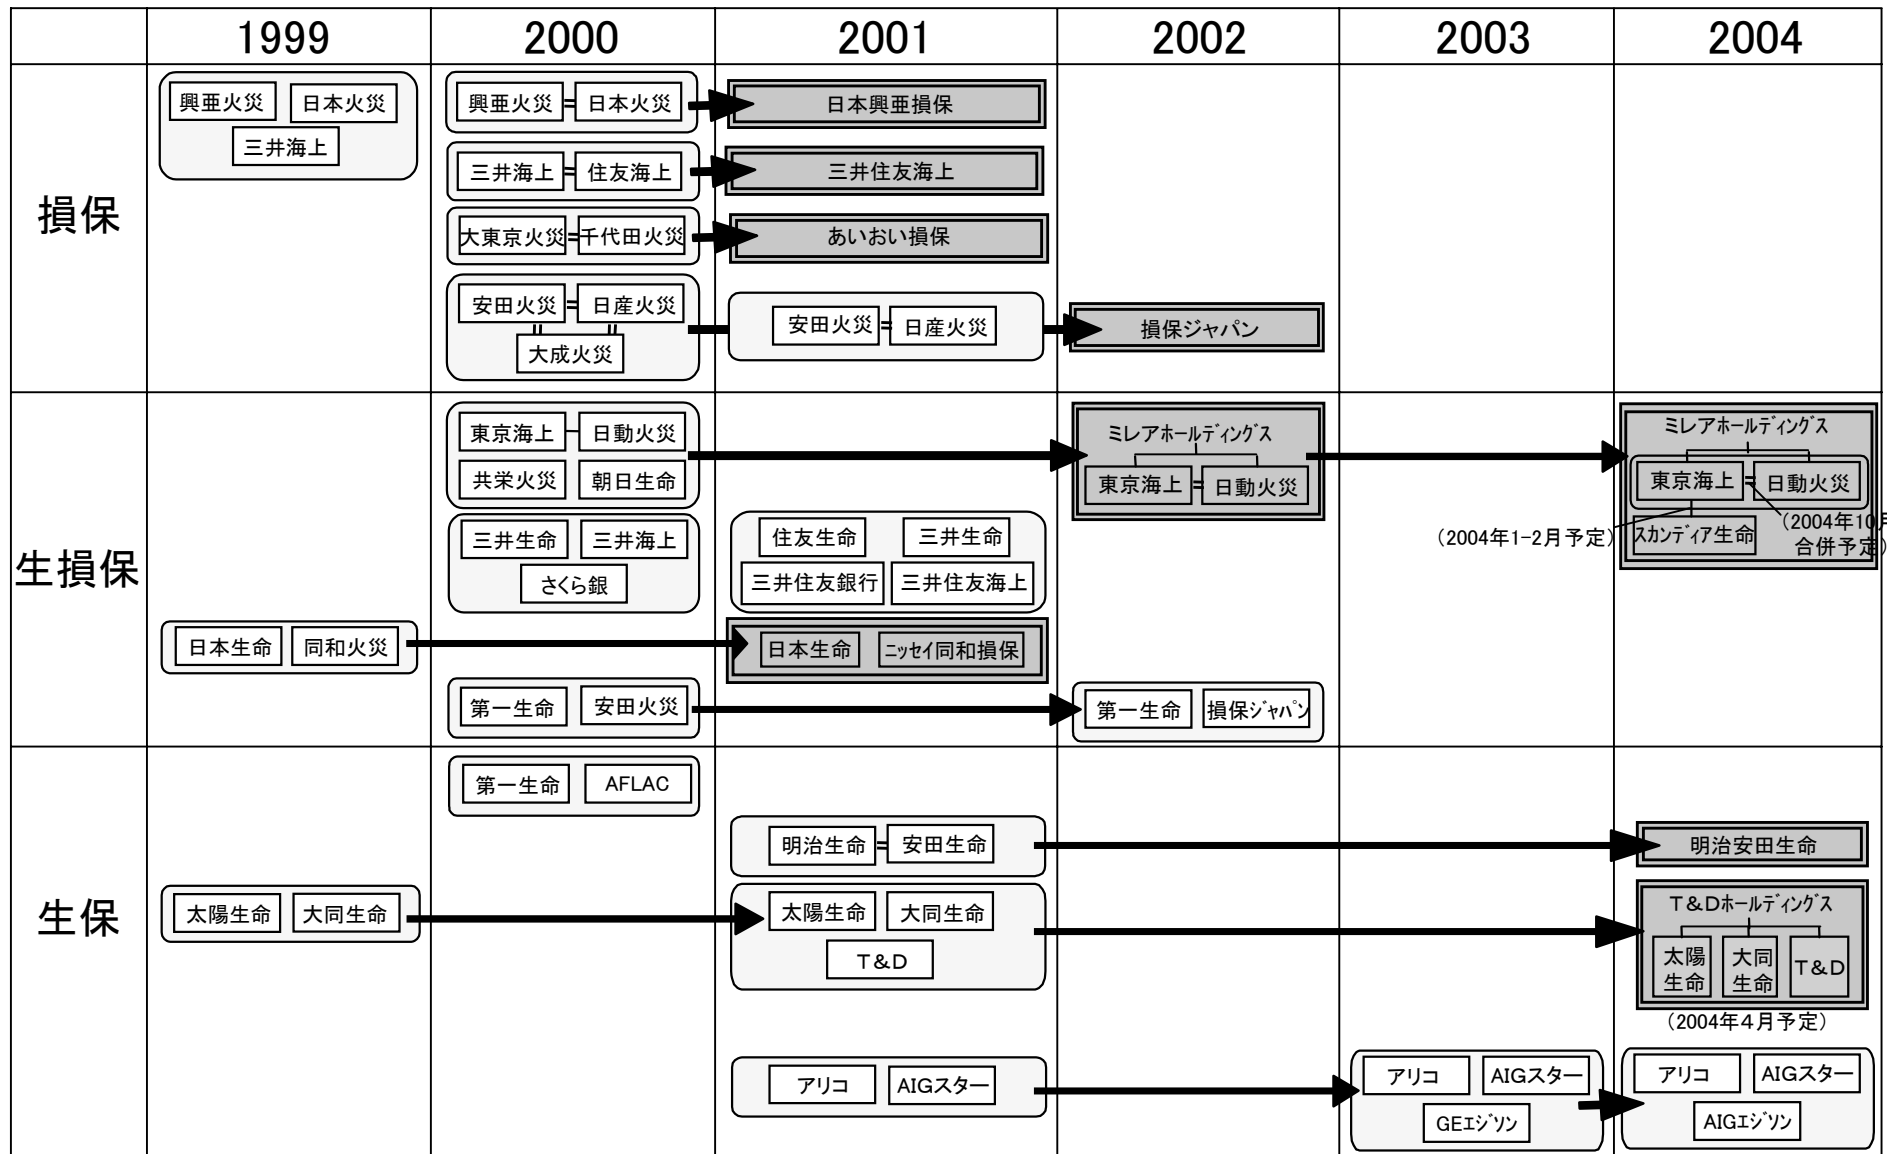 1999 2000 2001 2002 2003 2004
損保
興亜火災 日本火災
三井海上
興亜火災=日本火災
日本興亜損保
三井海上=住友海上
三井住友海上
大東京火災=千代田火災
あいおい損保
安田火災=日産火災
大成火災
安田火災=日産火災
損保ジャパン
生損保
東京海上 日動火災
共栄火災 朝日生命
ミレアホールディングス
東京海上=日動火災
ミレアホールディングス
東京海上=日動火災
スカンディア生命
(2004年1-2月予定)
(2004年10月
合併予定)
三井生命 三井海上
さくら銀
住友生命 三井生命
三井住友銀行 三井住友海上
日本生命 同和火災
日本生命 ニッセイ同和損保
第一生命 安田火災
第一生命 損保ジャパン
生保
第一生命 AFLAC
明治生命=安田生命
明治安田生命
太陽生命 大同生命
太陽生命 大同生命
T&D
T&Dホールディングス
太陽
生命
大同
生命
T&D
(2004年4月予定)
アリコ AIGスター
アリコ AIGスター
GEエジソン
アリコ AIGスター
AIGエジソン